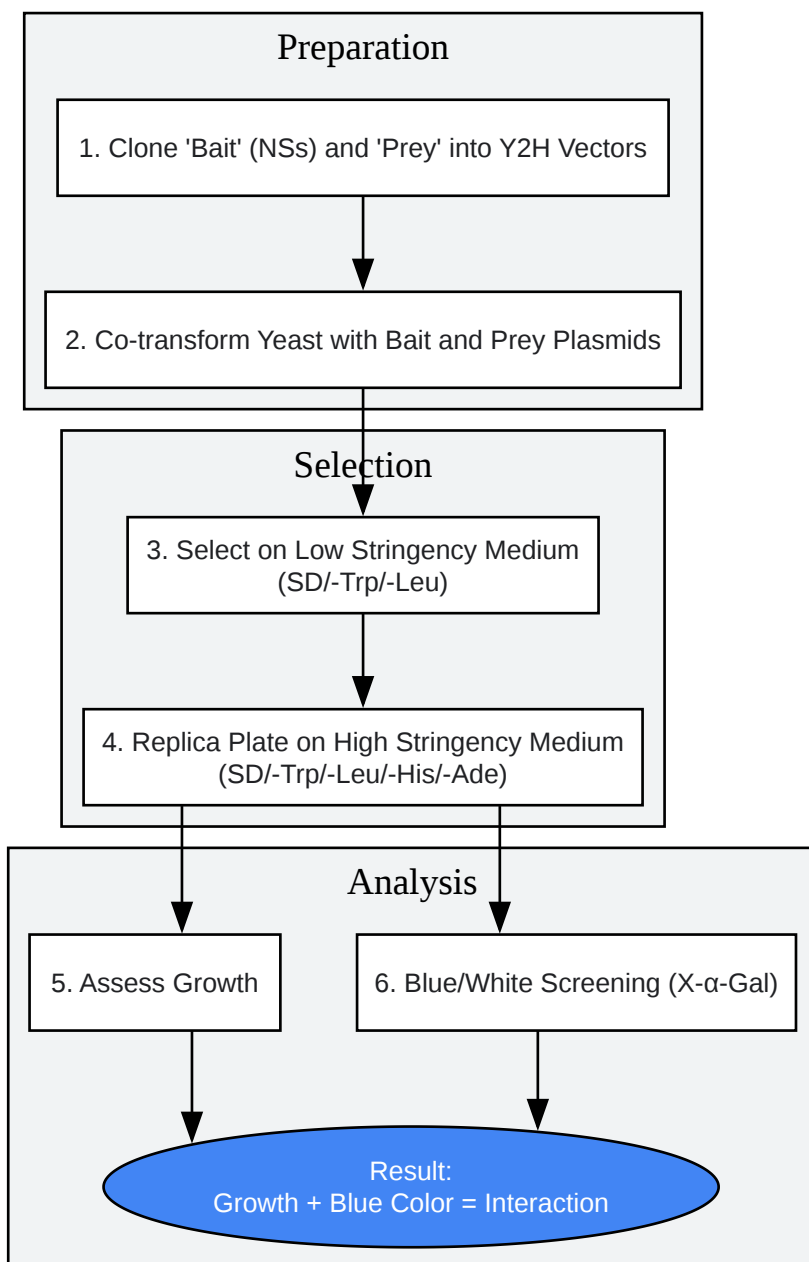 Preparation
1. Clone 'Bait' (NSs) and 'Prey' into Y2H Vectors
2. Co-transform Yeast with Bait and Prey Plasmids
Selection
3. Select on Low Stringency Medium
(SD/-Trp/-Leu)
4. Replica Plate on High Stringency Medium
(SD/-Trp/-Leu/-His/-Ade)
Analysis
5. Assess Growth
6. Blue/White Screening (X-α-Gal)
Result:
Growth + Blue Color = Interaction